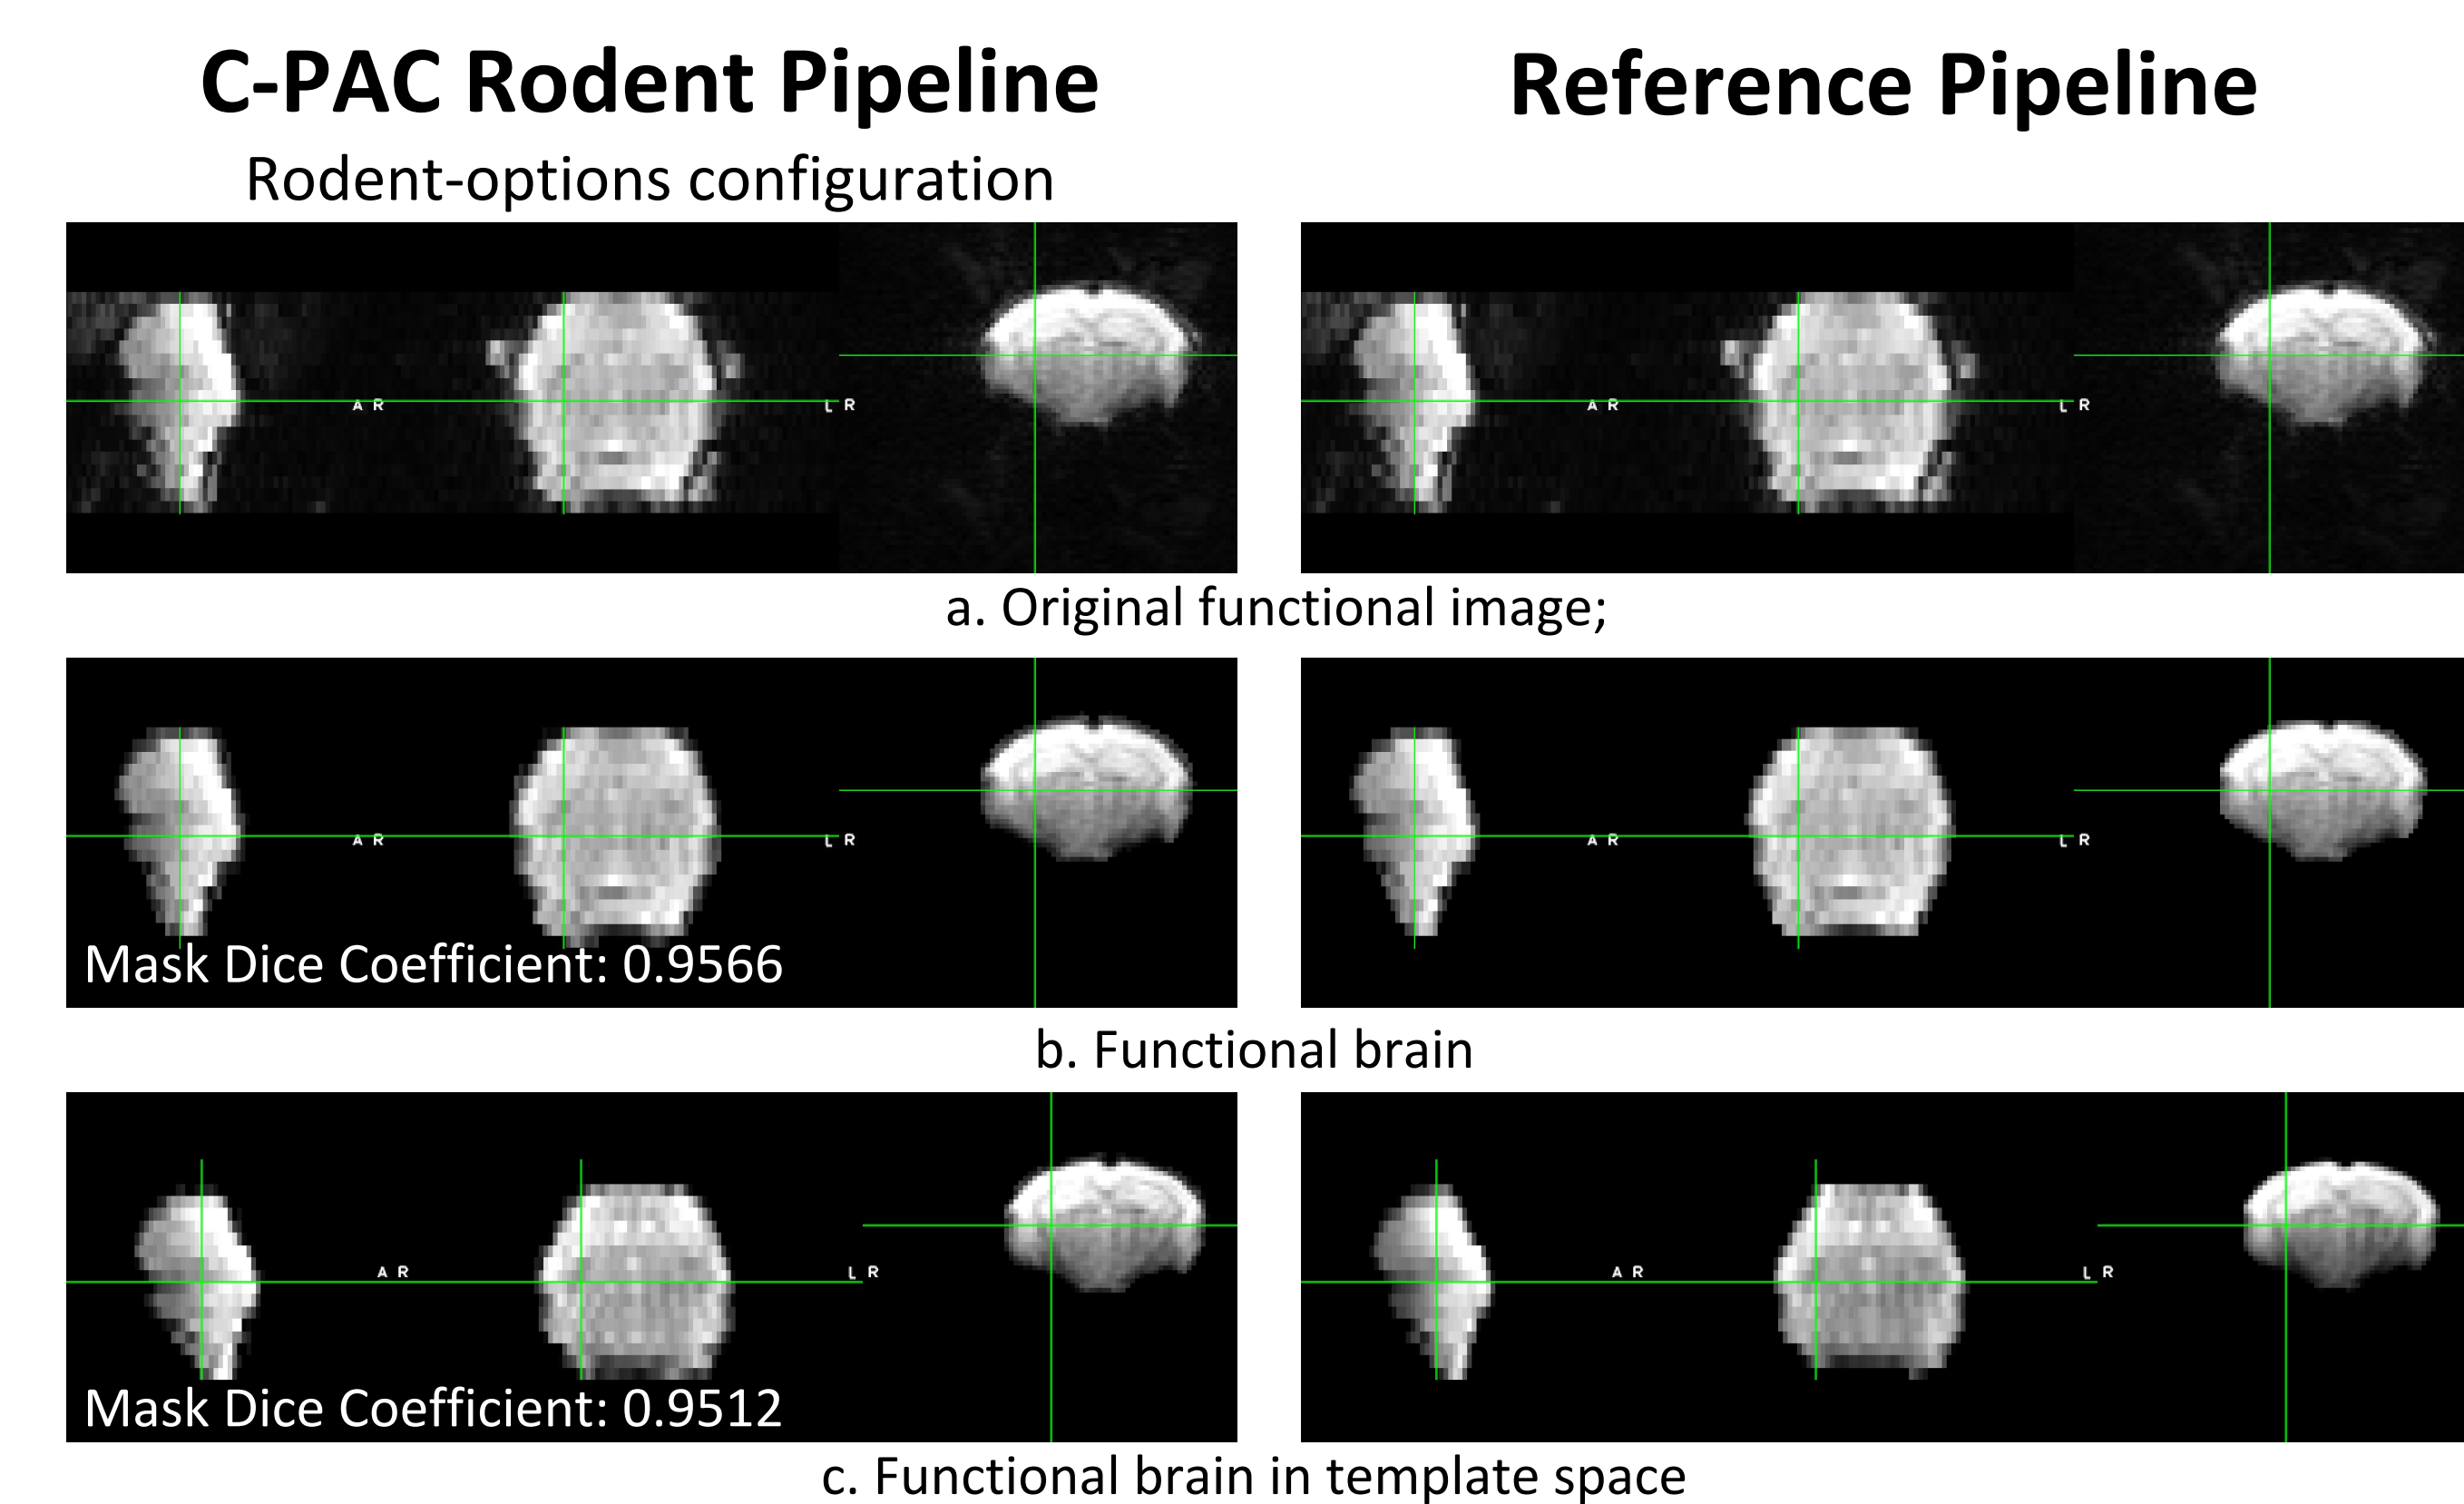 C-PAC Rodent Pipeline
Reference Pipeline
Rodent-options configuration
A R
L R
A R
L R
a. Original functional image;
A R
L R
A R
L R
Mask Dice Coefficient: 0.9566
b. Functional brain
A R
L R
A R
L R
Mask Dice Coefficient: 0.9512
c. Functional brain in template space